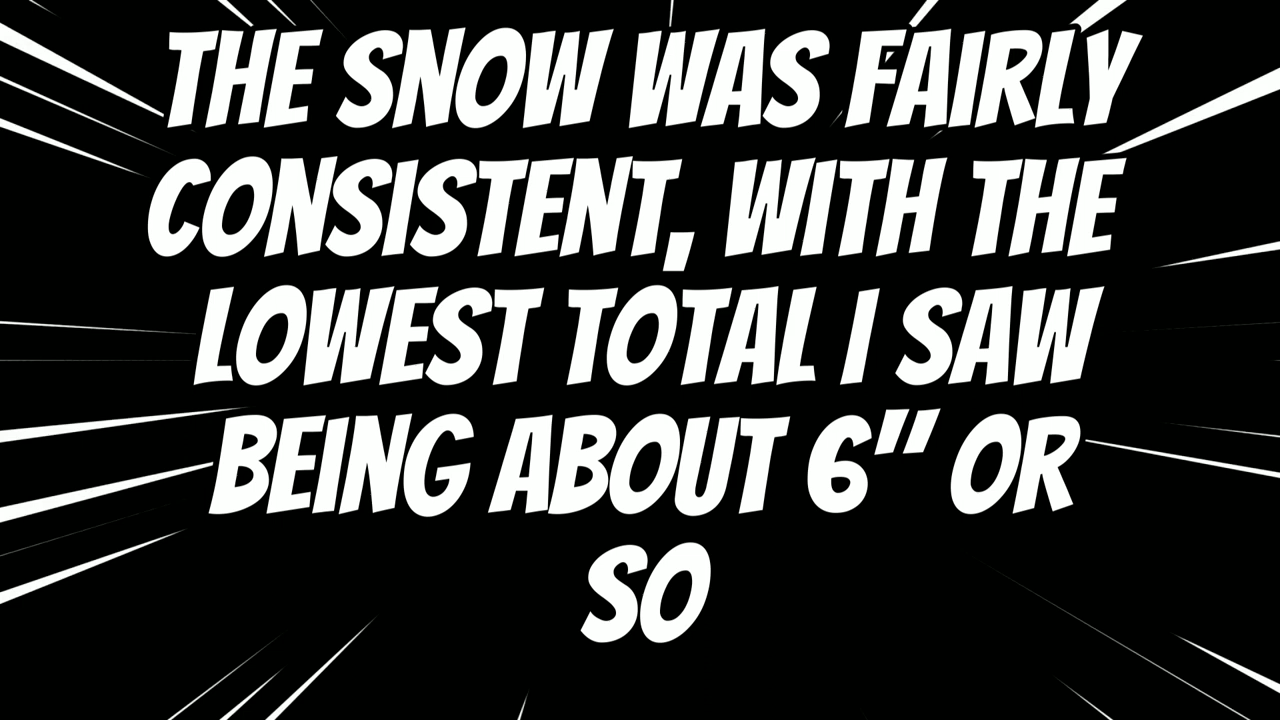 THE SNOW WAS FAIRLY
CONSISTENT, WITH THE
LOWEST TOTAL I SAW
BEING ABOUT 6" OR
SO